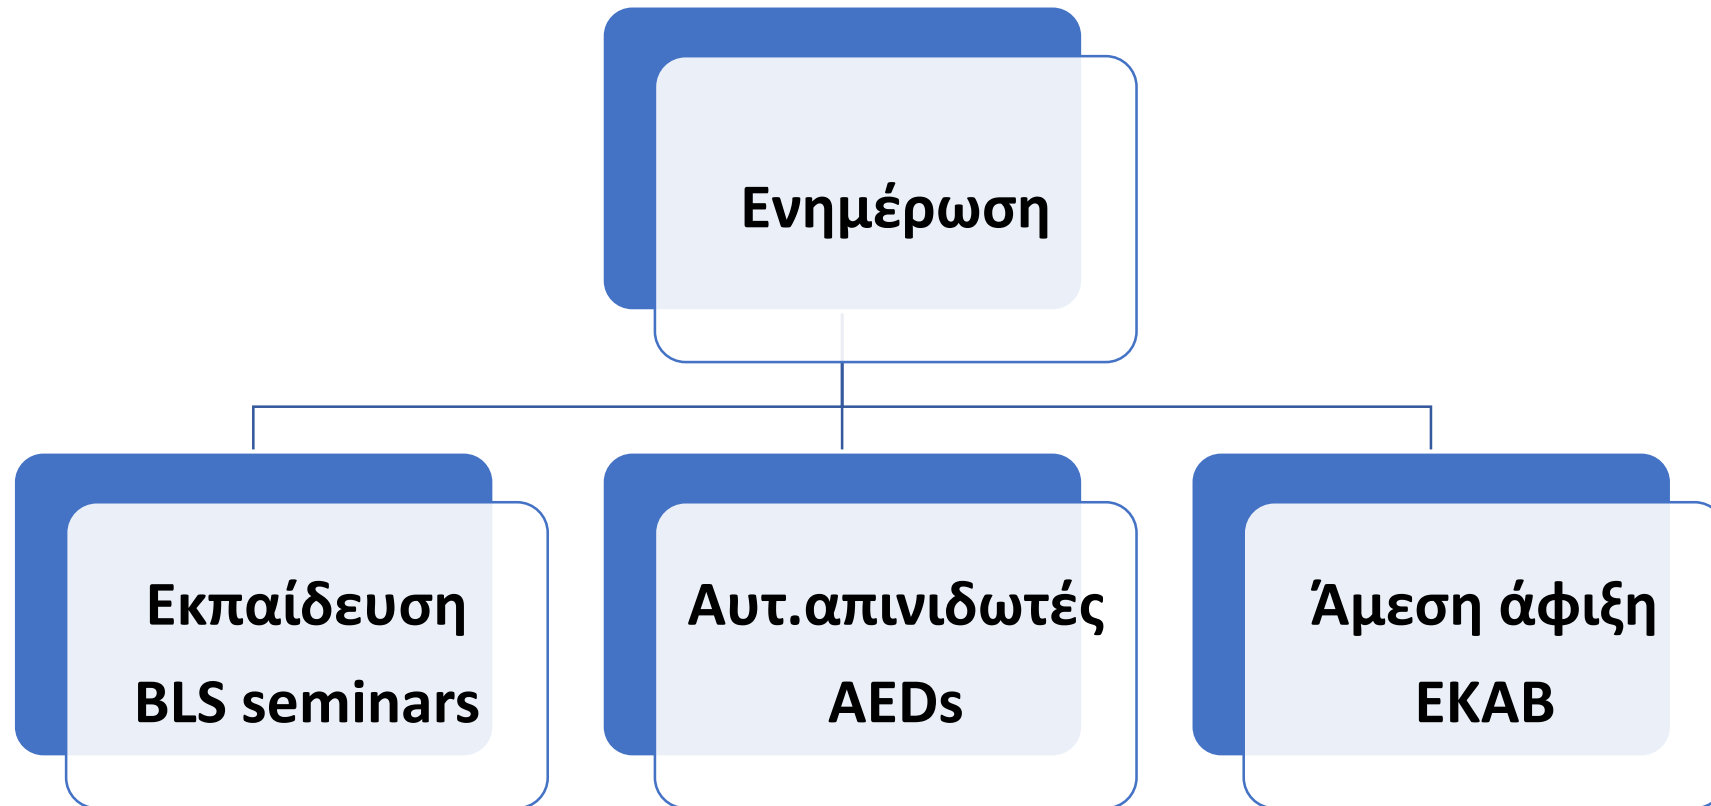 Ενημέρωση
Εκπαίδευση
BLS seminars
Αυτ.απινιδωτές
AEDs
Άμεση άφιξη
ΕΚΑΒ